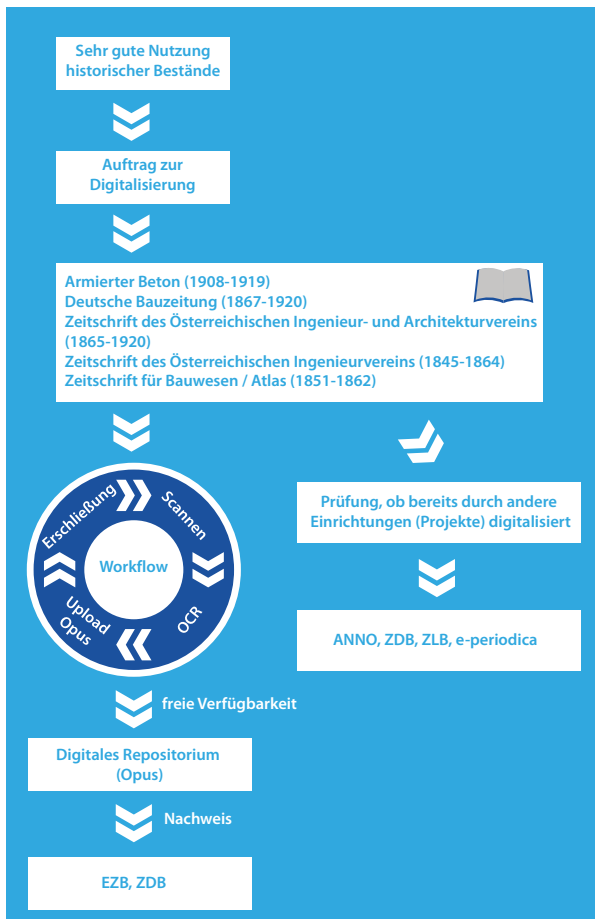 Sehr gute Nutzung
historischer Bestände
Auftrag zur
Digitalisierung
Armierter Beton (1908-1919)
Deutsche Bauzeitung (1867-1920)
Zeitschrift des Österreichischen Ingenieur- und Architekturvereins
(1865-1920)
Zeitschrift des Österreichischen Ingenieurvereins (1845-1864)
Zeitschrift für Bauwesen / Atlas (1851-1862)
Erschließung
Scannen
Workflow
OCR
Upload
Opus
Prüfung, ob bereits durch andere
Einrichtungen (Projekte) digitalisiert
ANNO, ZDB, ZLB, e-periodica
freie Verfügbarkeit
Digitales Repositorium
(Opus)
Nachweis
EZB, ZDB